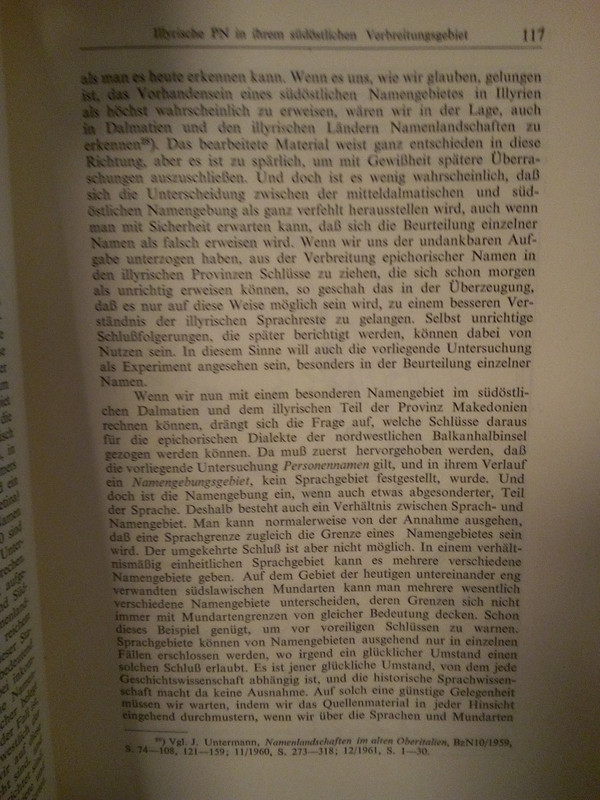 Illyrische PN in ihrem südöstlichen Verbreitungsgebiet 117
als man es heute erkennen kann. Wenn es uns, wie wir glauben, gelungen
ist, das Vorhandensein eines südöstlichen Namengebietes in Illyrien
als höchst wahrscheinlich zu erweisen, wären wir in der Lage, auch
in Dalmatien und den illyrischen Ländern Namenlandschaften zu
erkennen⁶⁹). Das bearbeitete Material weist ganz entschieden in diese
Richtung, aber es ist zu spärlich, um mit Gewißheit spätere Überra-
schungen auszuschließen. Und doch ist es wenig wahrscheinlich, daß
sich die Unterscheidung zwischen der mitteldalmatischen und süd-
östlichen Namengebung als ganz verfehlt herausstellen wird, auch wenn
man mit Sicherheit erwarten kann, daß sich die Beurteilung einzelner
Namen als falsch erweisen wird. Wenn wir uns der undankbaren Auf-
gabe unterzogen haben, aus der Verbreitung epichorischer Namen in
den illyrischen Provinzen Schlüsse zu ziehen, die sich schon morgen
als unrichtig erweisen können, so geschah das in der Überzeugung,
daß es nur auf diese Weise möglich sein wird, zu einem besseren Ver-
ständnis der illyrischen Sprachreste zu gelangen. Selbst unrichtige
Schlußfolgerungen, die später berichtigt werden, können dabei von
Nutzen sein. In diesem Sinne will auch die vorliegende Untersuchung
als Experiment angesehen sein, besonders in der Beurteilung einzelner
Namen.
Wenn wir nun mit einem besonderen Namengebiet im südöstli-
chen Dalmatien und dem illyrischen Teil der Provinz Makedonien
rechnen können, drängt sich die Frage auf, welche Schlüsse daraus
für die epichorischen Dialekte der nordwestlichen Balkanhalbinsel
gezogen werden können. Da muß zuerst hervorgehoben werden, daß
die vorliegende Untersuchung Personennamen gilt, und in ihrem Verlauf
ein Namengebungsgebiet, kein Sprachgebiet festgestellt, wurde. Und
doch ist die Namengebung ein, wenn auch etwas abgesonderter, Teil
der Sprache. Deshalb besteht auch ein Verhältnis zwischen Sprach- und
Namengebiet. Man kann normalerweise von der Annahme ausgehen,
daß eine Sprachgrenze zugleich die Grenze eines Namengebietes sein
wird. Der umgekehrte Schluß ist aber nicht möglich. In einem verhält-
nismäßig einheitlichen Sprachgebiet kann es mehrere verschiedene
Namengebiete geben. Auf dem Gebiet der heutigen untereinander eng
verwandten südslawischen Mundarten kann man mehrere wesentlich
verschiedene Namengebiete unterscheiden, deren Grenzen sich nicht
immer mit Mundartengrenzen von gleicher Bedeutung decken. Schon
dieses Beispiel genügt, um vor voreiligen Schlüssen zu warnen.
Sprachgebiete können von Namengebieten ausgehend nur in einzelnen
Fällen erschlossen werden, wo irgend ein glücklicher Umstand einen
solchen Schluß erlaubt. Es ist jener glückliche Umstand, von dem jede
Geschichtswissenschaft abhängig ist, und die historische Sprachwissen-
schaft macht da keine Ausnahme. Auf solch eine günstige Gelegenheit
müssen wir warten, indem wir das Quellenmaterial in jeder Hinsicht
eingehend durchmustern, wenn wir über die Sprachen und Mundarten
) Vgl. J. Untermann, Namenlandschaften im alten Oberitalien, BzN10/1959,
S. 74—108, 121—159; 11/1960, S. 273—318; 12/1961, S. 1—30.